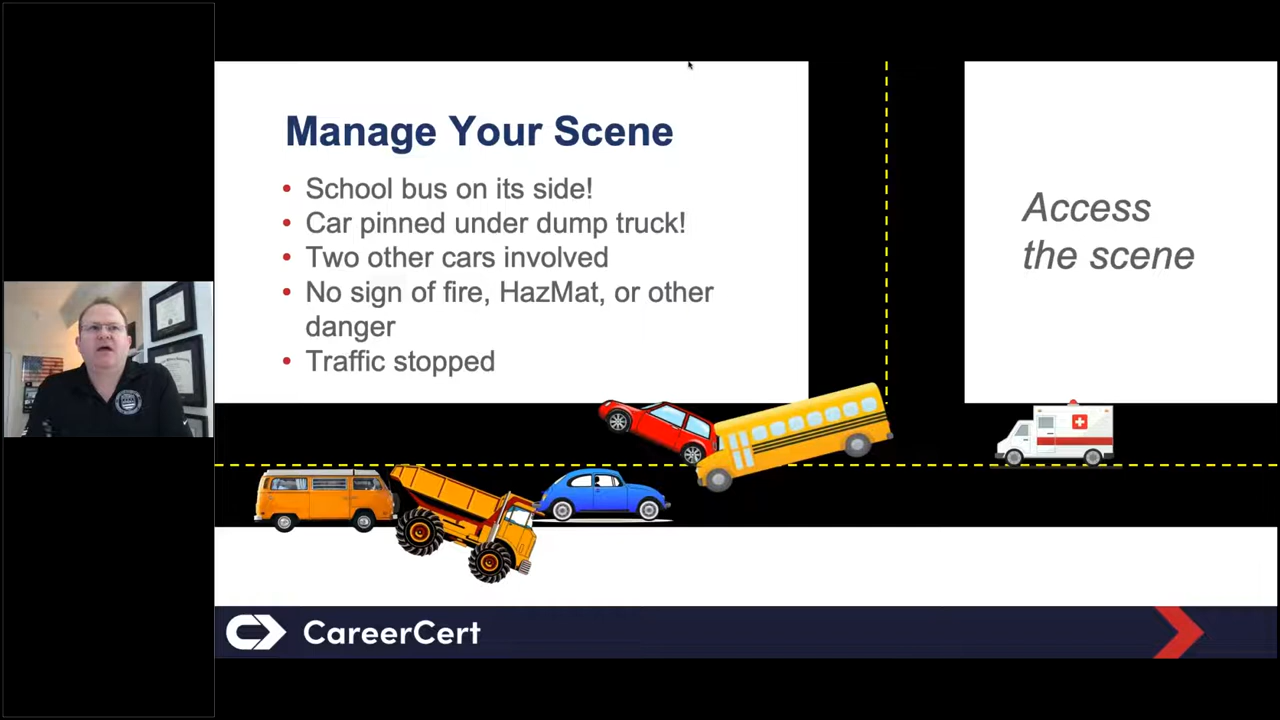 Manage Your Scene
• School bus on its side!
• Car pinned under dump truck!
• Two other cars involved
• No sign of fire, HazMat, or other
danger
• Traffic stopped
Access
the scene
CareerCert